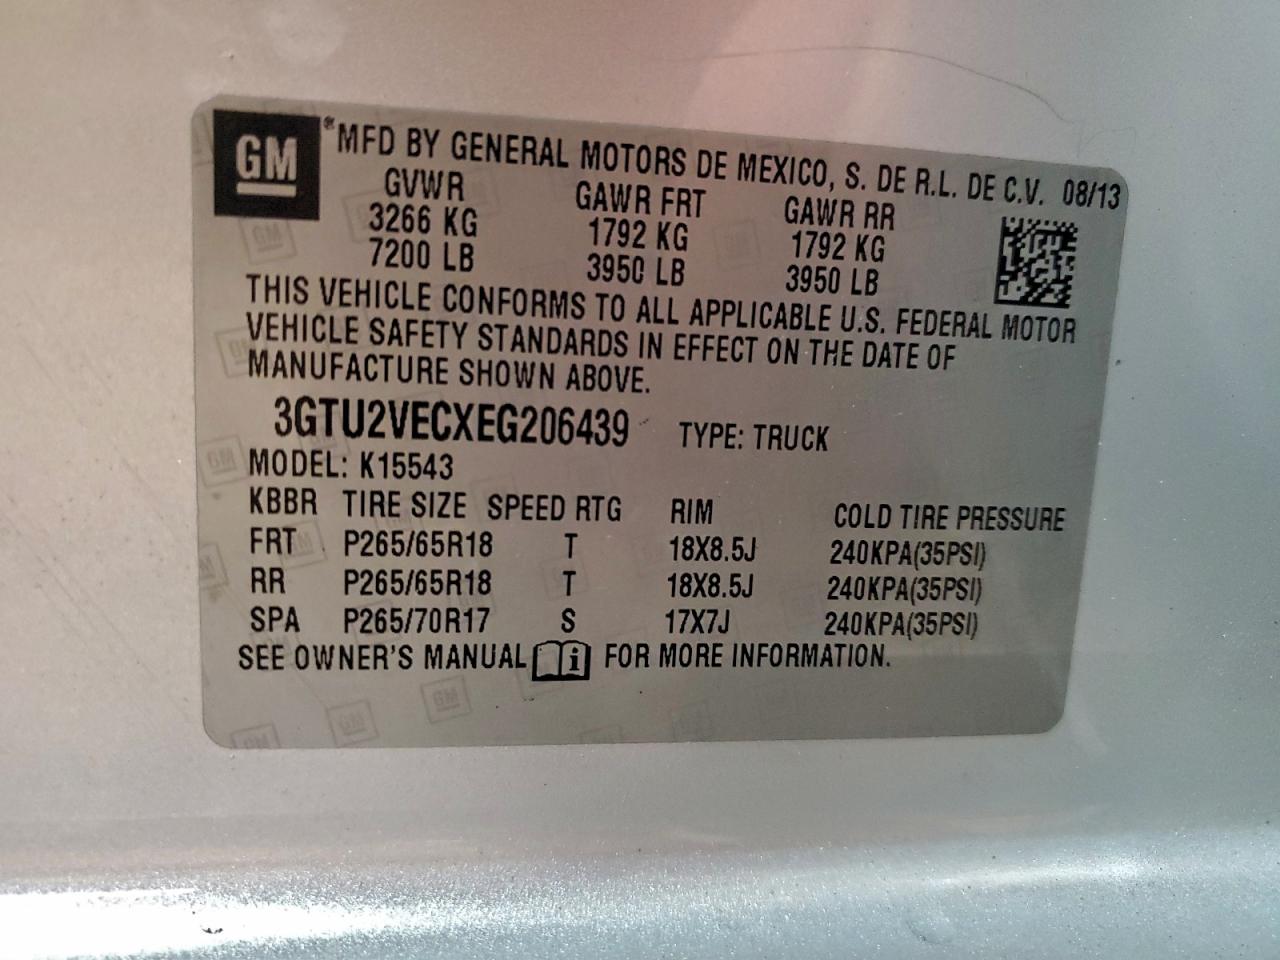 GM ® MFD BY GENERAL MOTORS DE MEXICO, S. DE R.L. DE C.V. 08/13
GVWR GAWR FRT GAWR RR
3266 KG 1792 KG 1792 KG
7200 LB 3950 LB 3950 LB
THIS VEHICLE CONFORMS TO ALL APPLICABLE U.S. FEDERAL MOTOR
VEHICLE SAFETY STANDARDS IN EFFECT ON THE DATE OF
MANUFACTURE SHOWN ABOVE.
3GTU2VECXEG206439 TYPE: TRUCK
MODEL: K15543
KBBR TIRE SIZE SPEED RTG RIM COLD TIRE PRESSURE
FRT P265/65R18 T 18X8.5J 240KPA(35PSI)
RR P265/65R18 T 18X8.5J 240KPA(35PSI)
SPA P265/70R17 S 17X7J 240KPA(35PSI)
SEE OWNER'S MANUAL i FOR MORE INFORMATION.